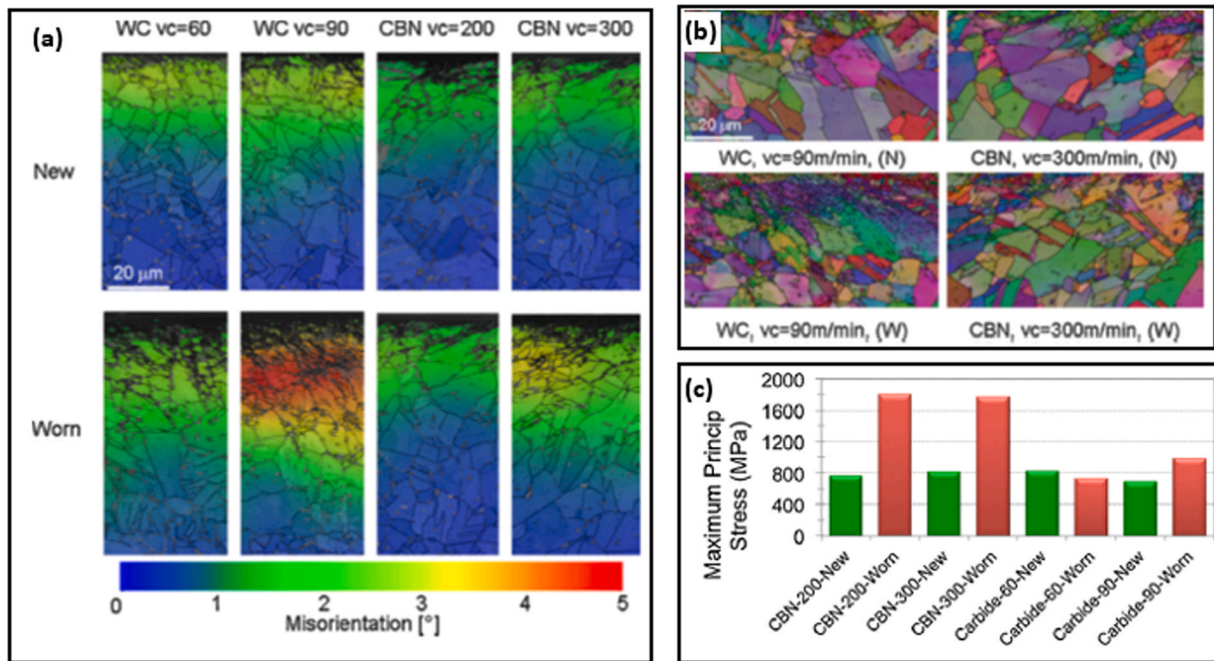 (a)
WC vc=60 WC vc=90 CBN vc=200 CBN vc=300
New
20 μm
Worn
0 1 2 3 4 5
Misorientation [°]
(b)
20 μm
WC, vc=90m/min, (N) CBN, vc=300m/min, (N)
WC, vc=90m/min, (W) CBN, vc=300m/min, (W)
(c)
Maximum Princip
Stress (MPa)
2000
1600
1200
800
400
0
CBN-200-New
CBN-200-Worn
CBN-300-New
CBN-300-Worn
Carbide-60-New
Carbide-60-Worn
Carbide-90-New
Carbide-90-Worn